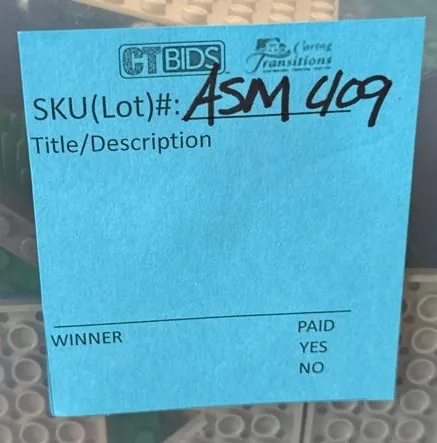 CTBIDS Caring Transitions
SKU(Lot)#: ASM 409
Title/Description
WINNER PAID
YES
NO